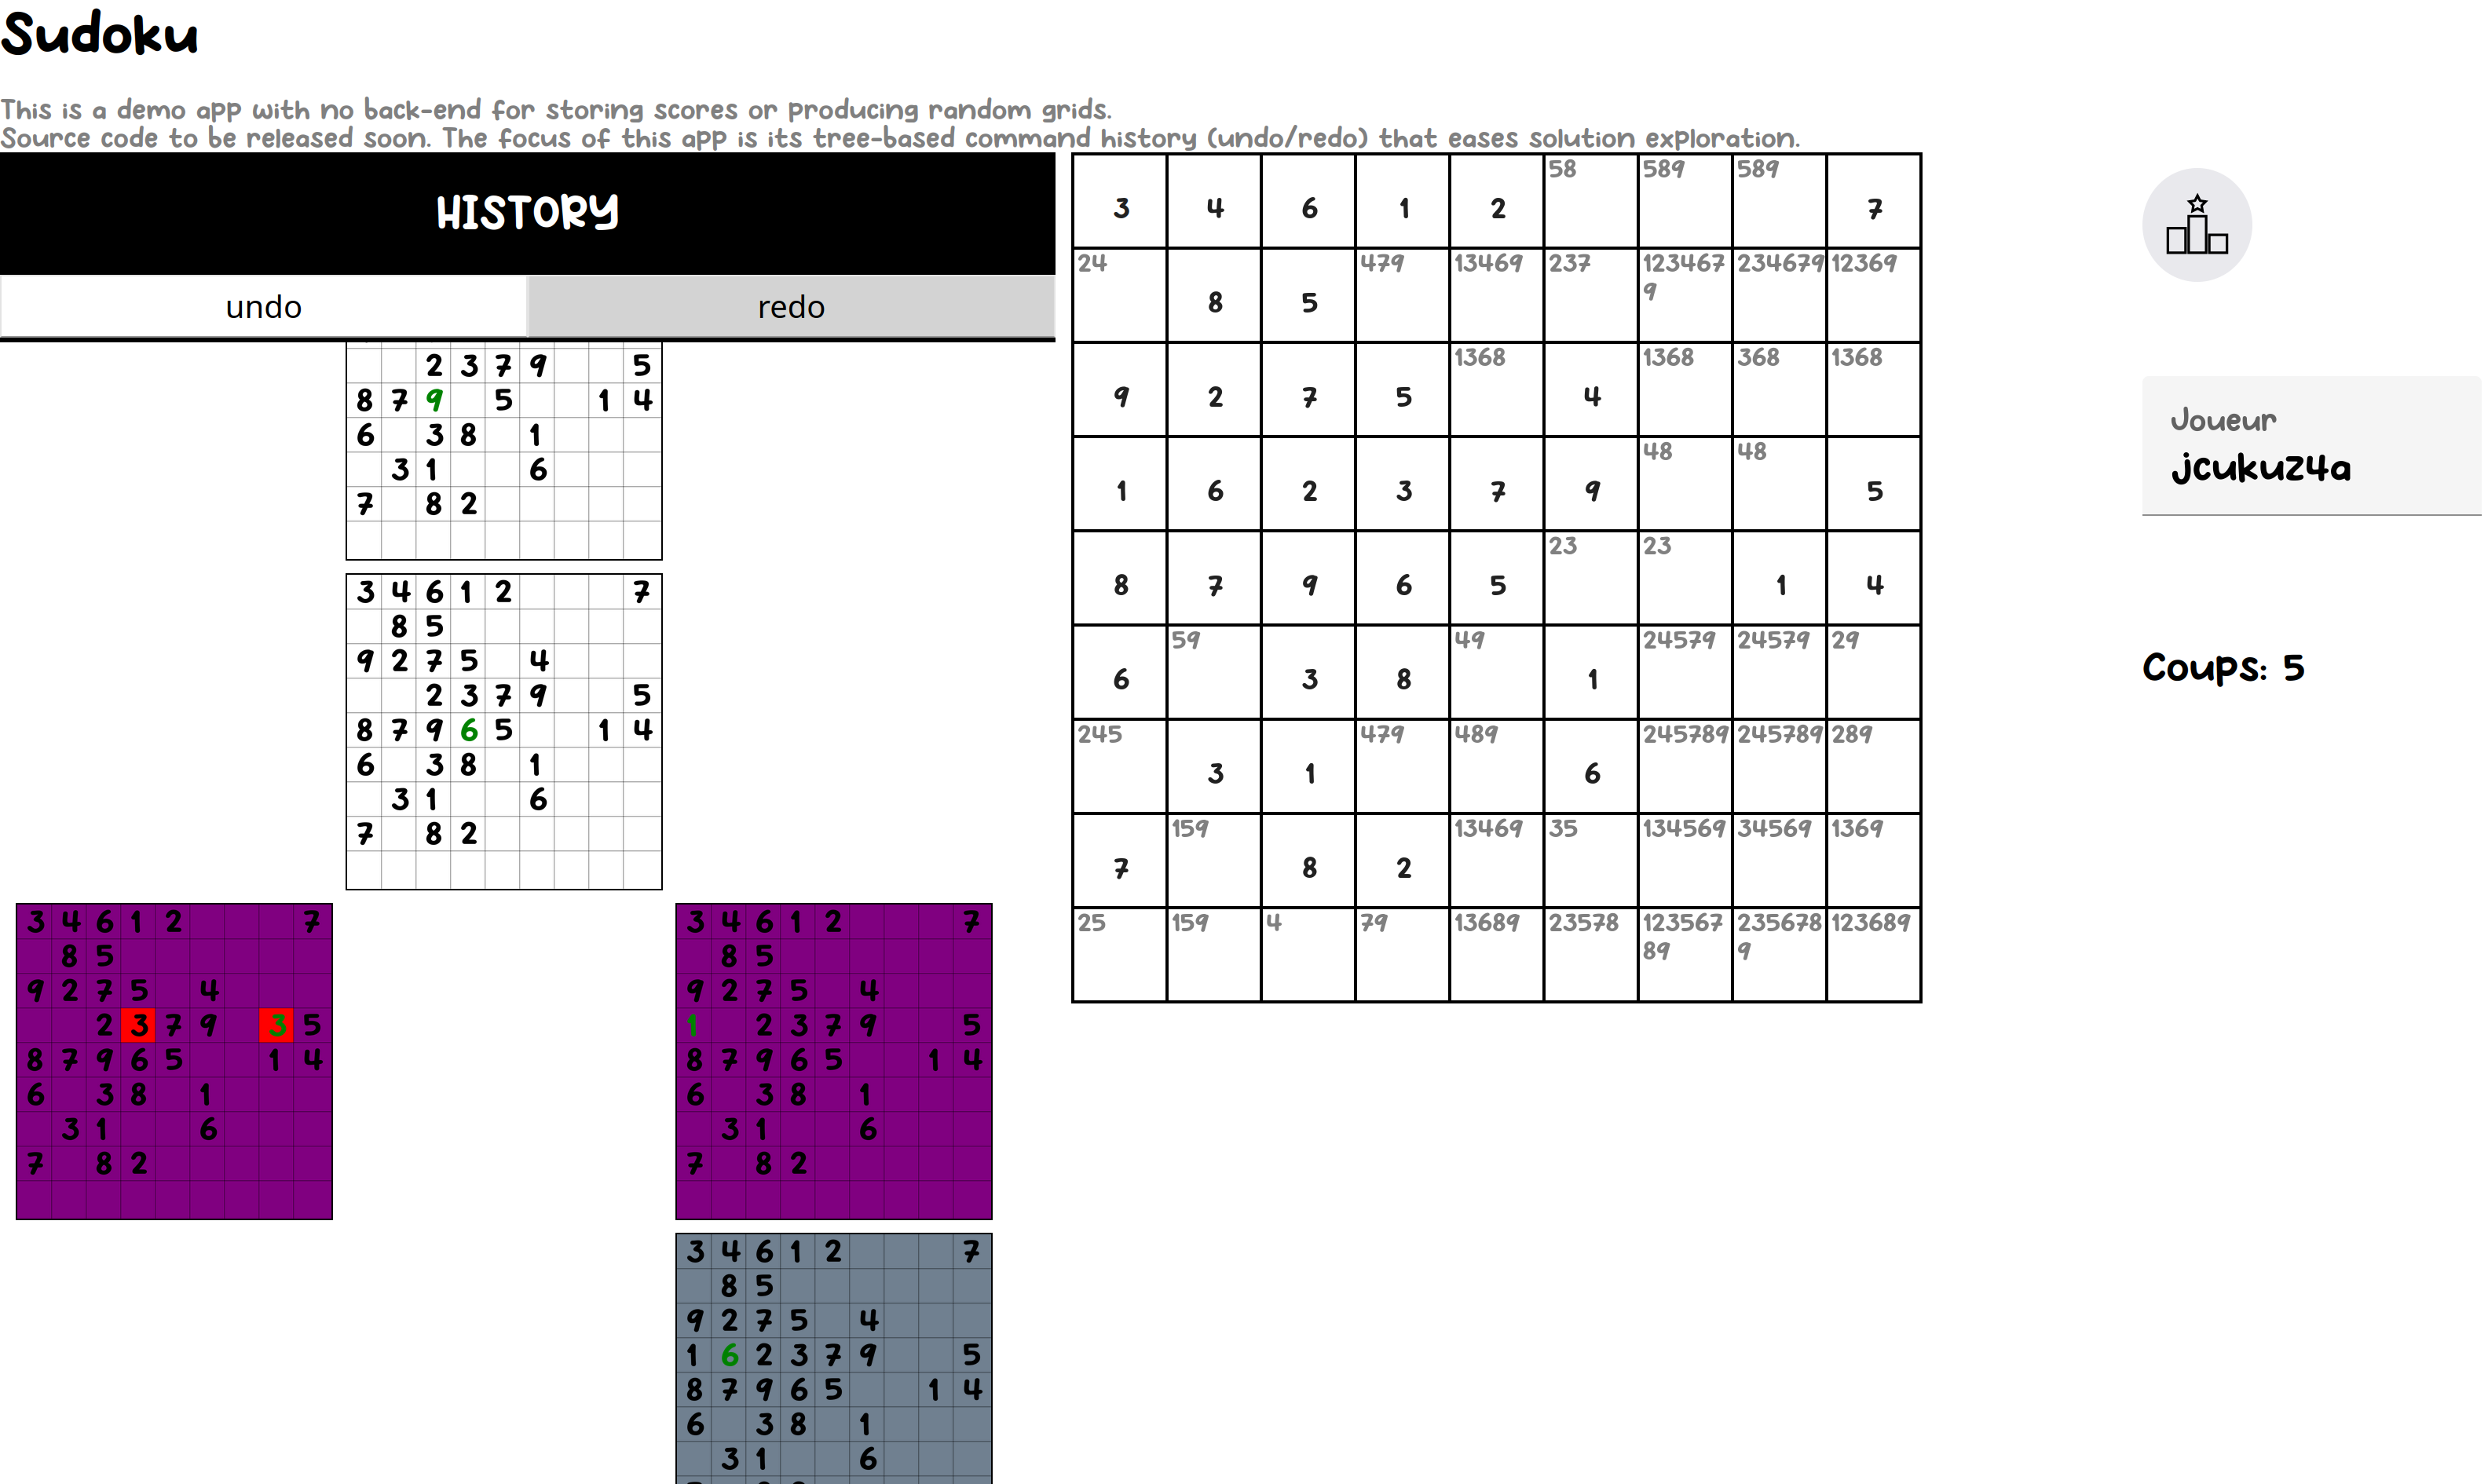 Sudoku
This is a demo app with no back-end for storing scores or producing random grids.
Source code to be released soon. The focus of this app is its tree-based command history (undo/redo) that eases solution exploration.
HISTORY
undo redo
2 3 7 9 5
8 7 9 5 1 4
6 3 8 1
3 1 6
7 8 2
3 4 6 1 2 7
8 5
9 2 7 5 4
2 3 7 9 5
8 7 9 6 5 1 4
6 3 8 1
3 1 6
7 8 2
3 4 6 1 2 7
8 5
9 2 7 5 4
2 3 7 9 3 5
8 7 9 6 5 1 4
6 3 8 1
3 1 6
7 8 2
3 4 6 1 2 7
8 5
9 2 7 5 4
1 2 3 7 9 5
8 7 9 6 5 1 4
6 3 8 1
3 1 6
7 8 2
3 4 6 1 2 7
8 5
9 2 7 5 4
1 6 2 3 7 9 5
8 7 9 6 5 1 4
6 3 8 1
3 1 6
58 589 589
3 4 6 1 2 7
24 479 13469 237 123467 234679 12369
9
8 5
1368 1368 368 1368
9 2 7 5 4
48 48
1 6 2 3 7 9 5
23 23
8 7 9 6 5 1 4
59 49 24579 24579 29
6 3 8 1
245 479 489 245789 245789 289
3 1 6
159 13469 35 134569 34569 1369
7 8 2
25 159 4 79 13689 23578 123567 235678 123689
89 9
Joueur
jcukuz4a
Coups: 5